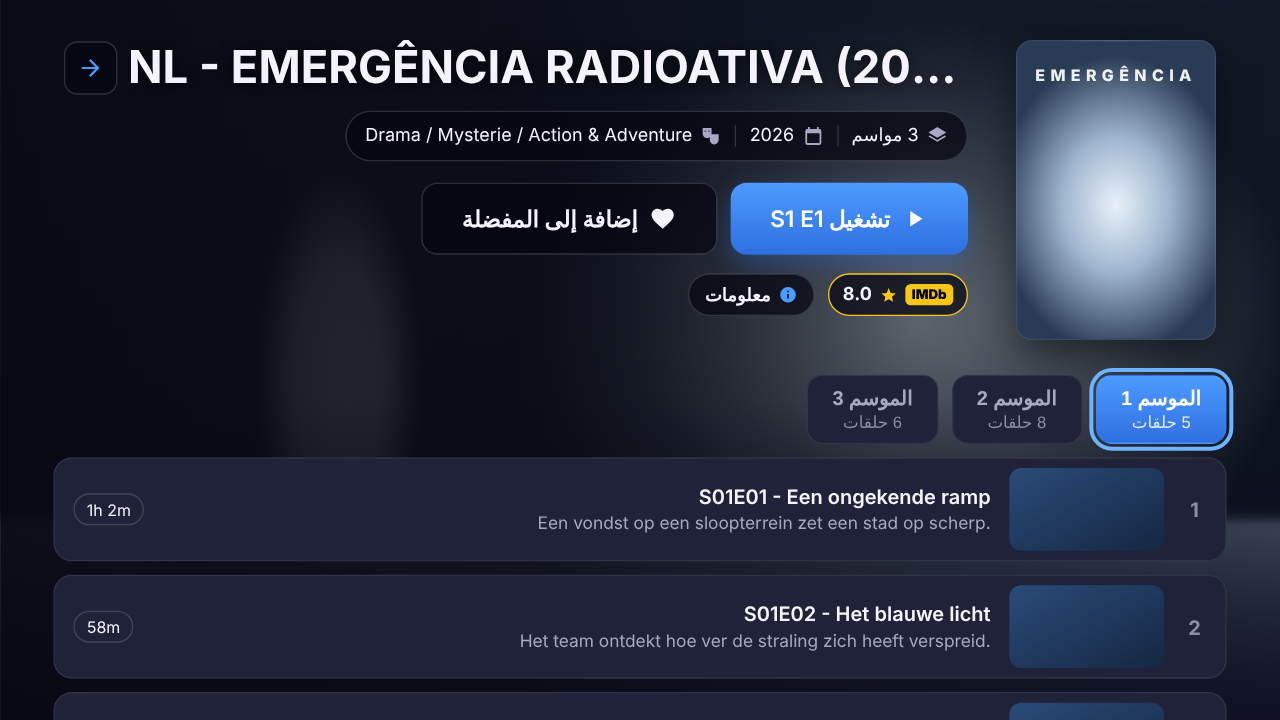 NL - EMERGÊNCIA RADIOATIVA (20…
EMERGÊNCIA
3 مواسم
2026
Drama / Mysterie / Action & Adventure
تشغيل S1 E1
إضافة إلى المفضلة
IMDb 8.0
معلومات
الموسم 1
5 حلقات
الموسم 2
8 حلقات
الموسم 3
6 حلقات
1
S01E01 - Een ongekende ramp
Een vondst op een sloopterrein zet een stad op scherp.
1h 2m
2
S01E02 - Het blauwe licht
Het team ontdekt hoe ver de straling zich heeft verspreid.
58m